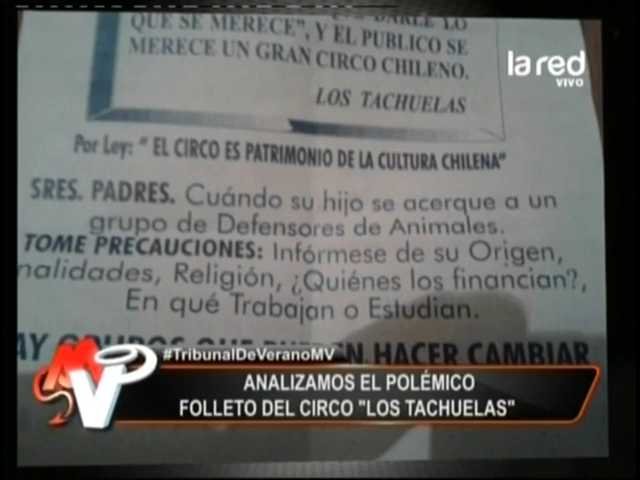 QUE SE MERECE", Y EL PUBLICO SE
MERECE UN GRAN CIRCO CHILENO.
LOS TACHUELAS
la red
VIVO
Por Ley: " EL CIRCO ES PATRIMONIO DE LA CULTURA CHILENA"
SRES. PADRES. Cuándo su hijo se acerque a un
grupo de Defensores de Animales.
TOME PRECAUCIONES: Infórmese de su Origen,
nalidades, Religión, ¿Quiénes los financian?,
En qué Trabajan o Estudian.
HACER CAMBIAR
#TribunalDeVeranoMV
MV
ANALIZAMOS EL POLÉMICO
FOLLETO DEL CIRCO "LOS TACHUELAS"